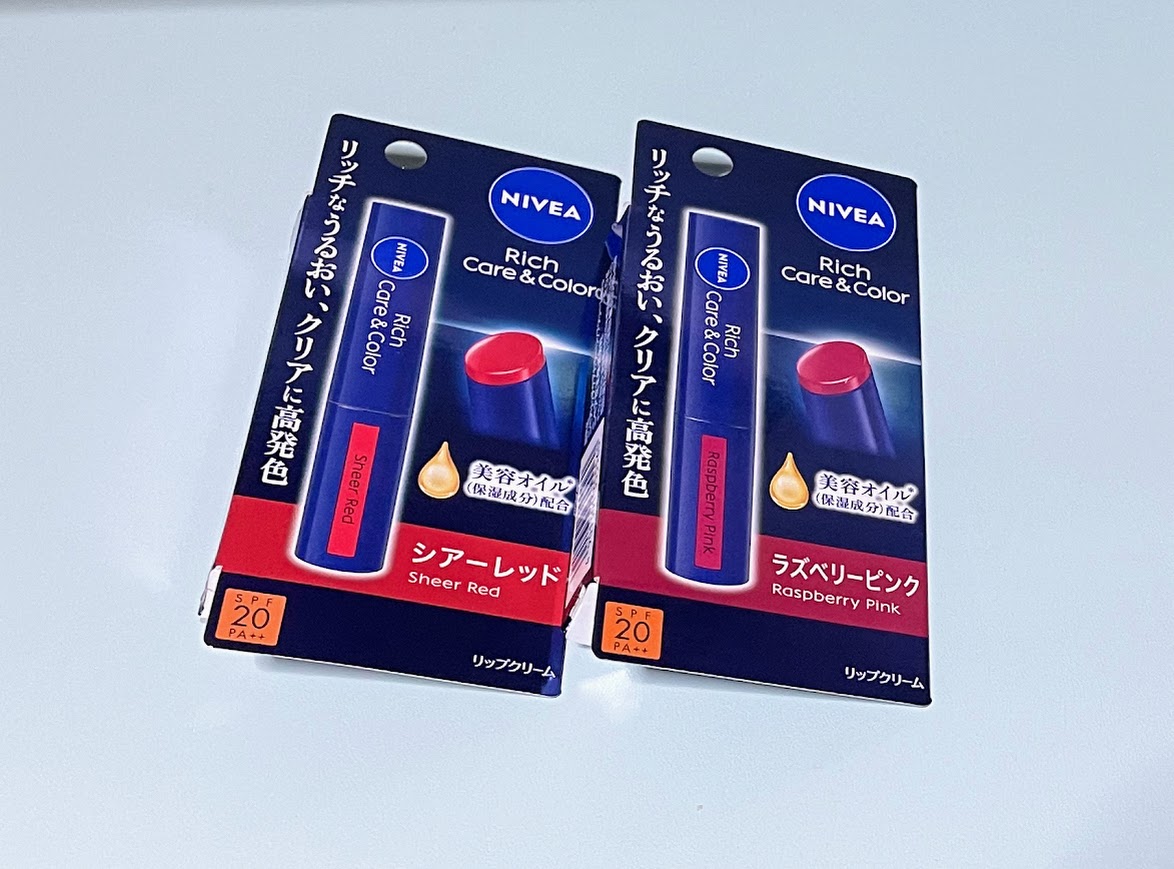 リッチなうるおい、クリアに高発色
NIVEA
Rich
Care & Color
NIVEA
Rich
Care & Color
Sheer Red
美容オイル*
(保湿成分)配合
シアーレッド
Sheer Red
SPF
20
PA++
リップクリーム
リッチなうるおい、クリアに高発色
NIVEA
Rich
Care & Color
NIVEA
Rich
Care & Color
Raspberry Pink
美容オイル*
(保湿成分)配合
ラズベリーピンク
Raspberry Pink
SPF
20
PA++
リップクリーム